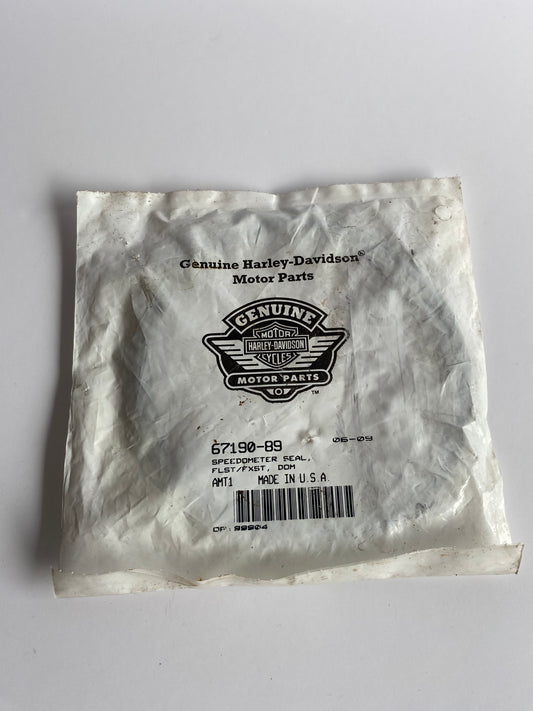 Genuine Harley-Davidson®
Motor Parts
GENUINE
MOTOR
HARLEY-DAVIDSON
CYCLES
MOTOR PARTS
™
67190-89 06-09
SPEEDOMETER SEAL,
FLST/FXST, DOM
AMT1 MADE IN U.S.A.
OP: 99904